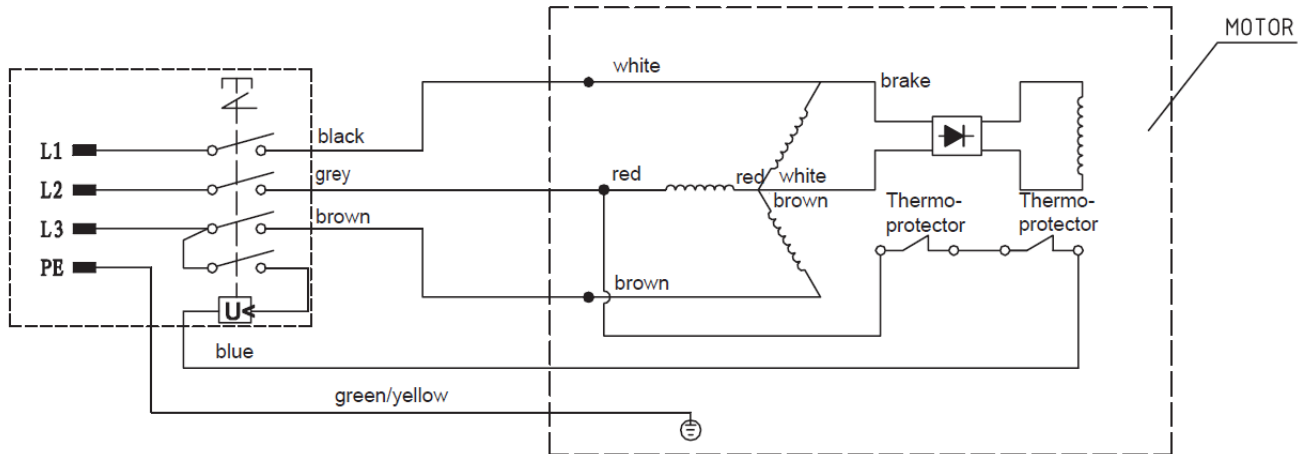 MOTOR
white
brake
black
L1
grey
red
red
white
L2
brown
brown
Thermo-
protector
Thermo-
protector
L3
PE
brown
U<
blue
green/yellow